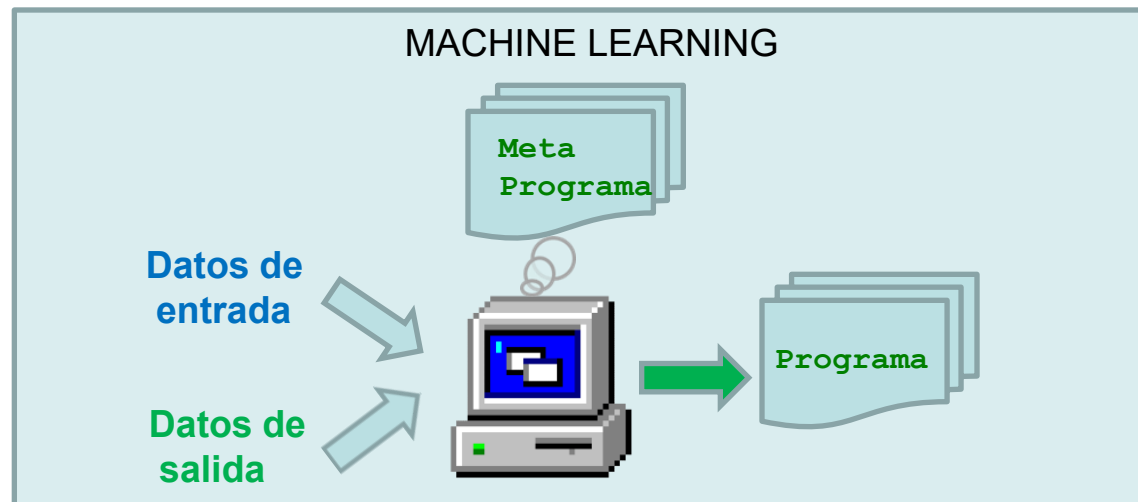 MACHINE LEARNING
Meta
Programa
Datos de
entrada
Programa
Datos de
salida